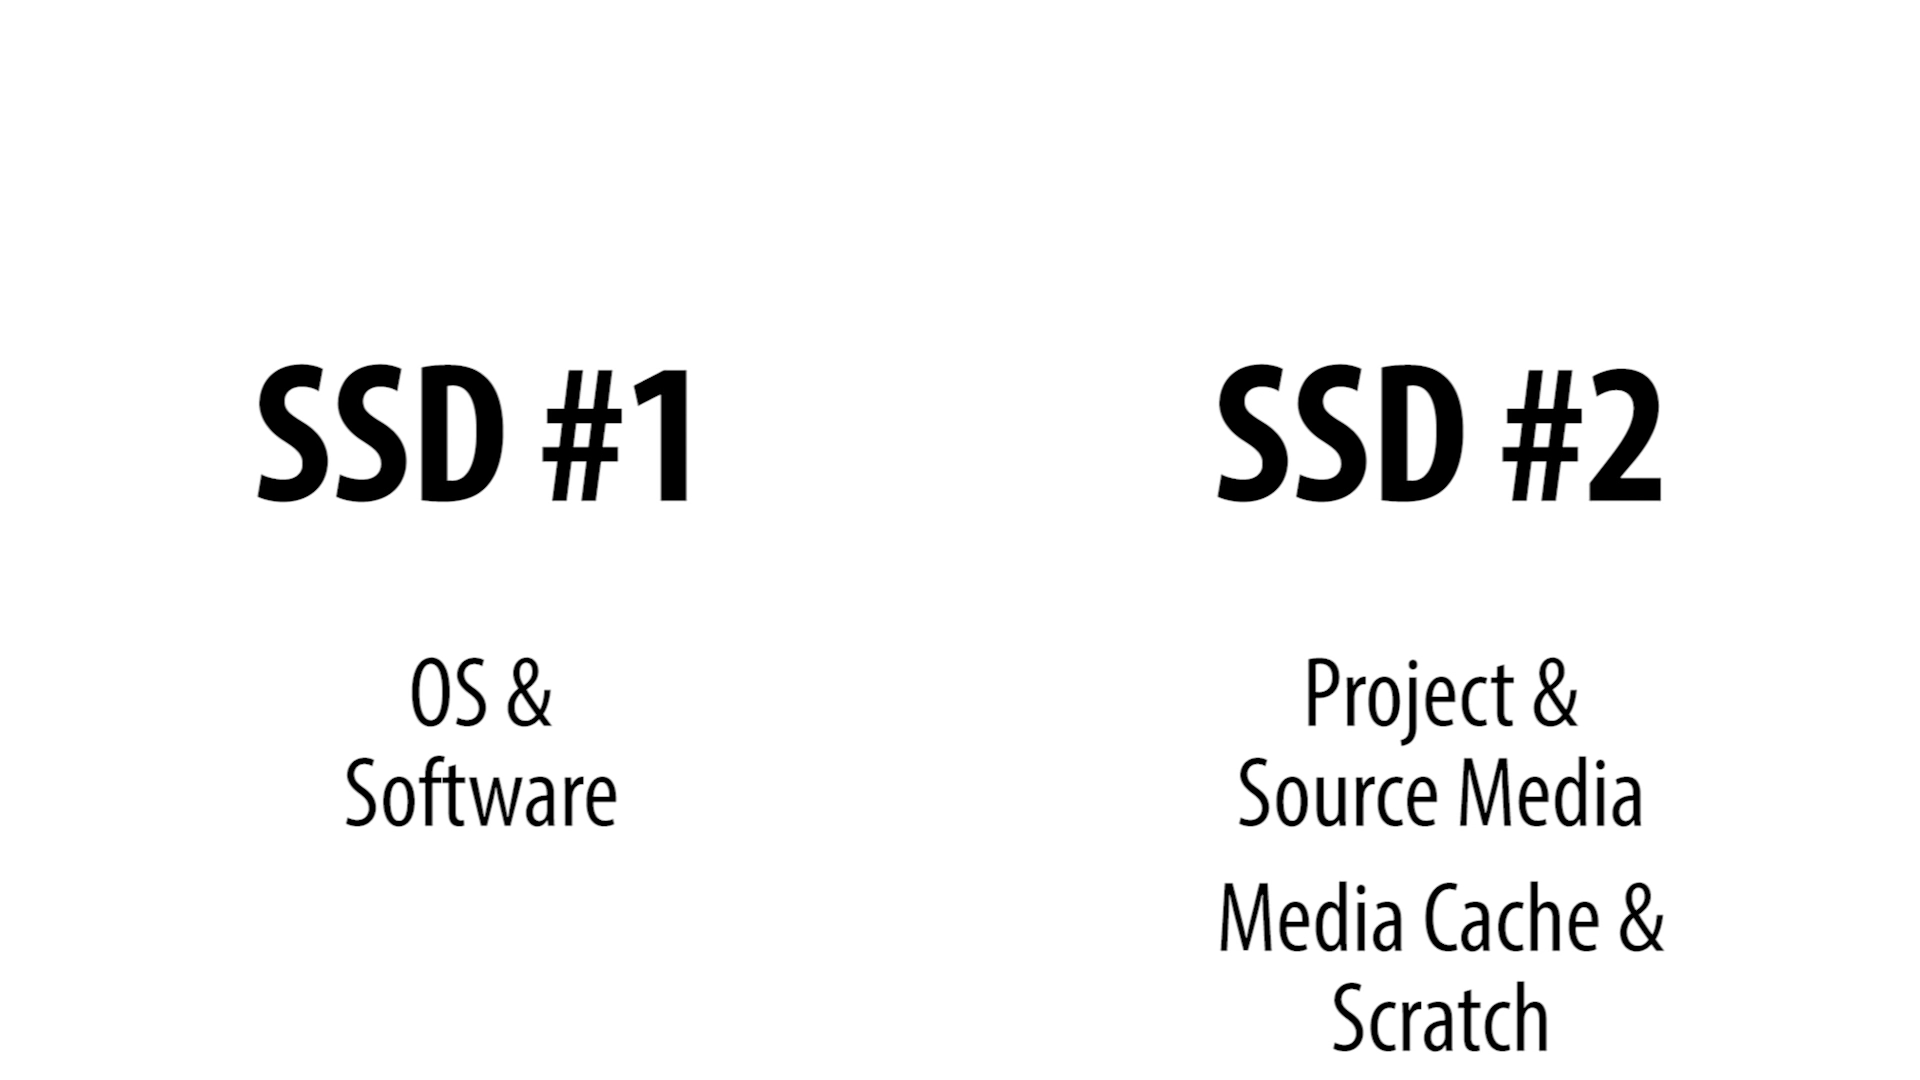 SSD #1
OS &
Software
SSD #2
Project &
Source Media
Media Cache &
Scratch